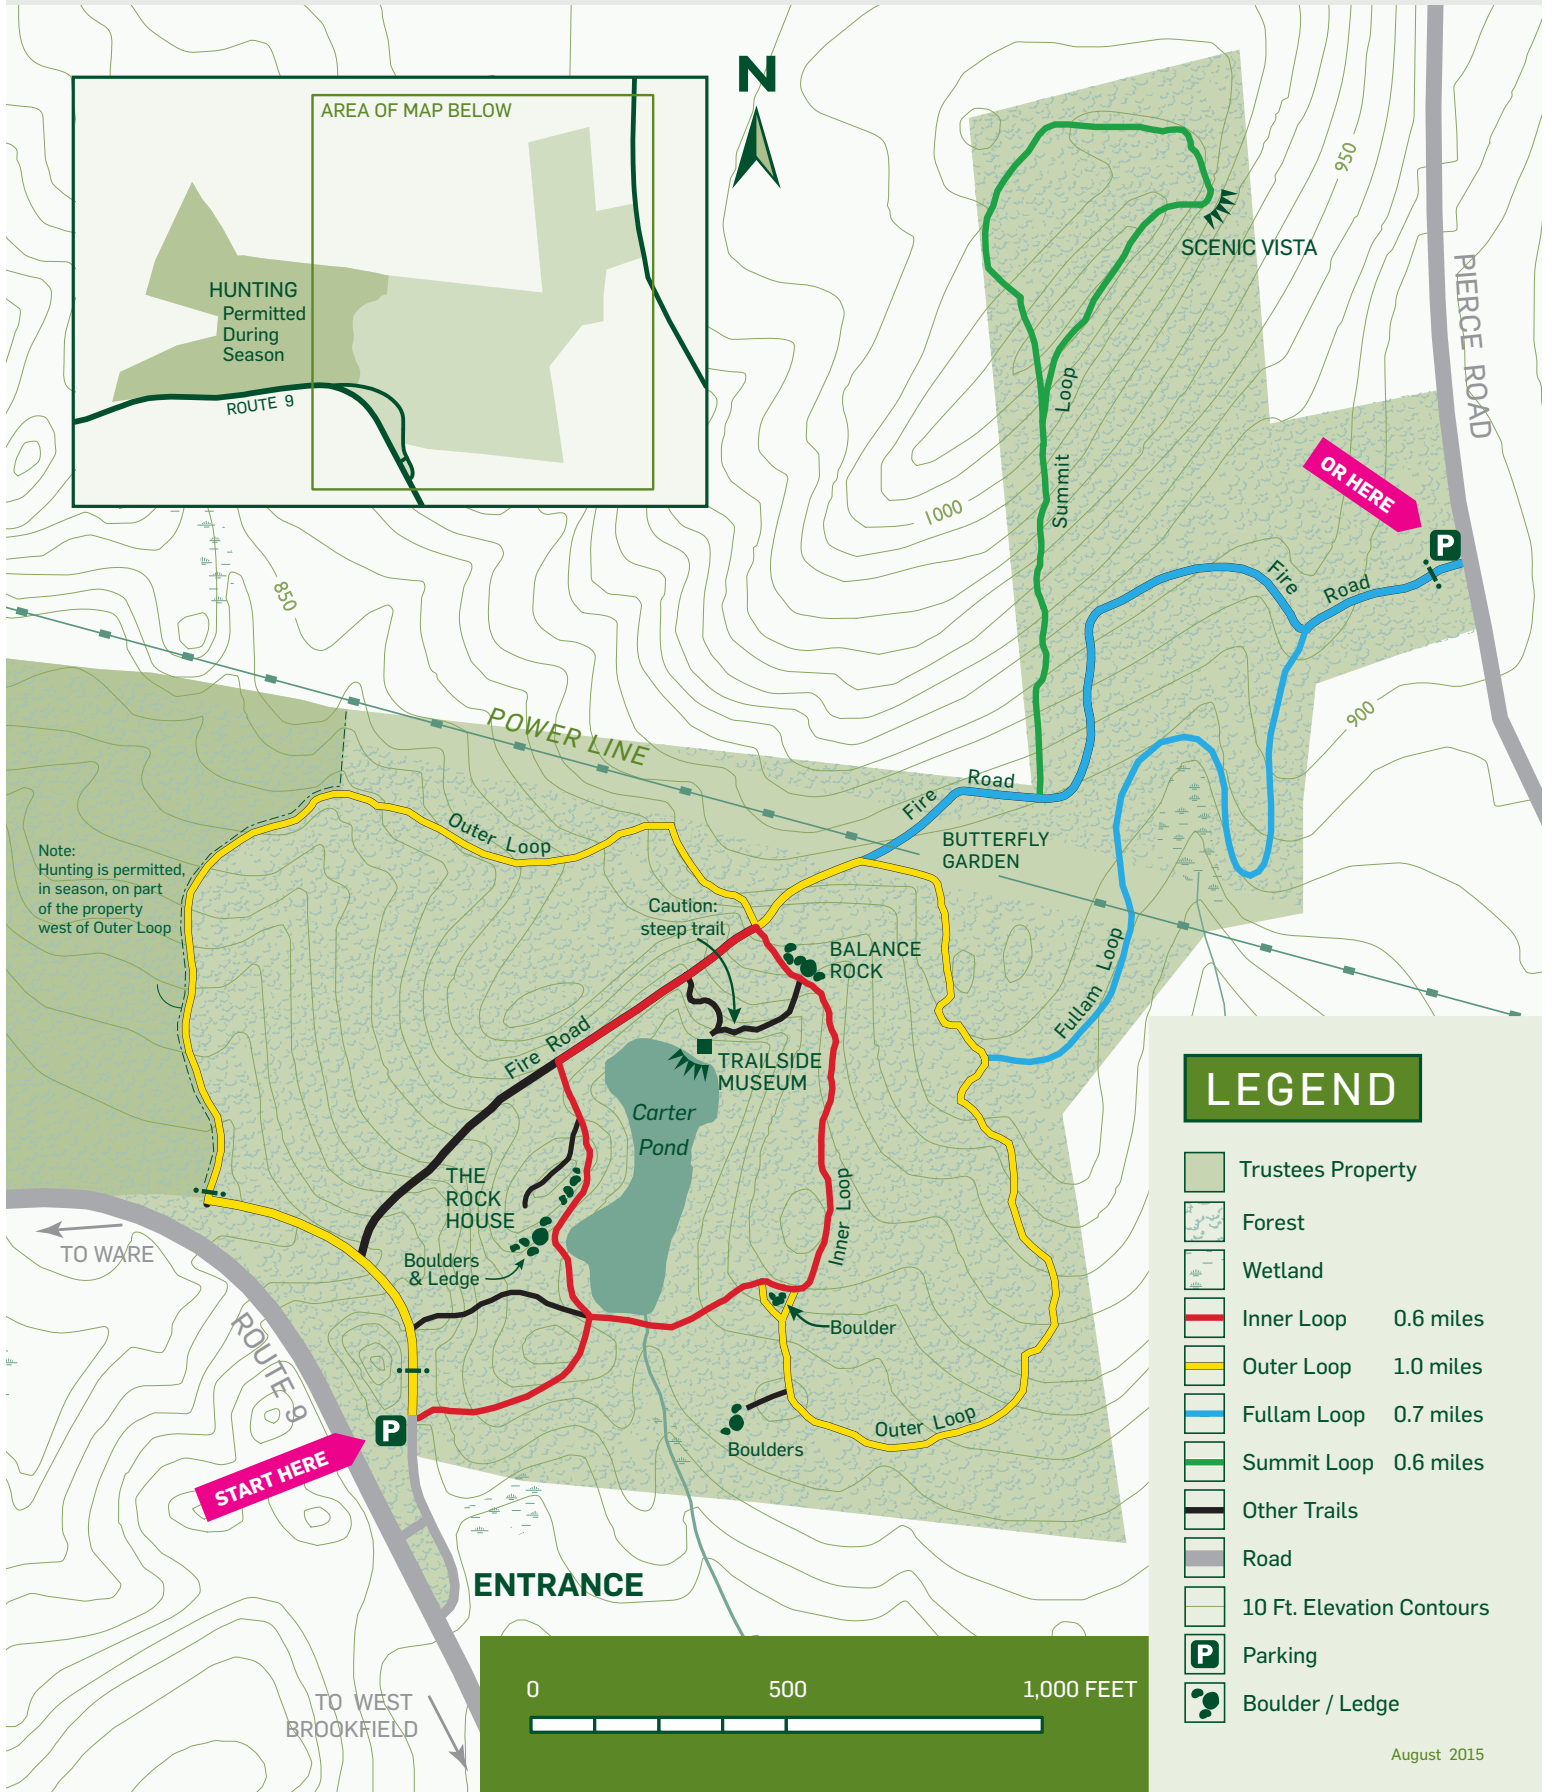 AREA OF MAP BELOW
HUNTING
Permitted
During
Season
ROUTE 9
N
950
SCENIC VISTA
PIERCE ROAD
Summit Loop
OR HERE
P
1000
Fire Road
850
900
POWER LINE
Fire Road
BUTTERFLY
GARDEN
Outer Loop
Note:
Hunting is permitted,
in season, on part
of the property
west of Outer Loop
Caution:
steep trail
BALANCE
ROCK
Fullam Loop
Fire Road
TRAILSIDE
MUSEUM
Carter
Pond
THE
ROCK
HOUSE
Inner Loop
Boulders
& Ledge
TO WARE
Boulder
ROUTE 9
Outer Loop
Boulders
P
START HERE
ENTRANCE
TO WEST
BROOKFIELD
0 500 1,000 FEET
LEGEND
Trustees Property
Forest
Wetland
Inner Loop 0.6 miles
Outer Loop 1.0 miles
Fullam Loop 0.7 miles
Summit Loop 0.6 miles
Other Trails
Road
10 Ft. Elevation Contours
P Parking
Boulder / Ledge
August 2015